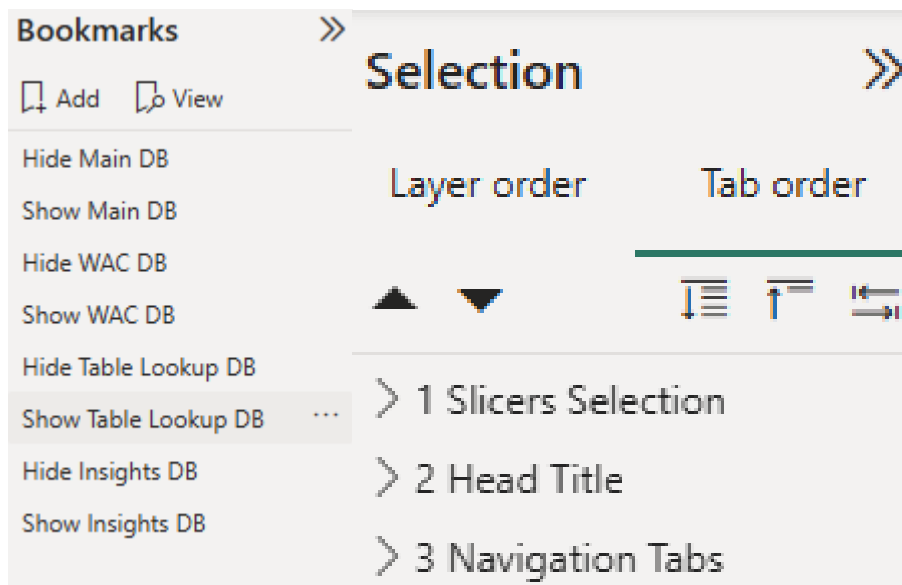 Bookmarks
Add View
Hide Main DB
Show Main DB
Hide WAC DB
Show WAC DB
Hide Table Lookup DB
Show Table Lookup DB ...
Hide Insights DB
Show Insights DB
Selection
Layer order Tab order
1 Slicers Selection
2 Head Title
3 Navigation Tabs